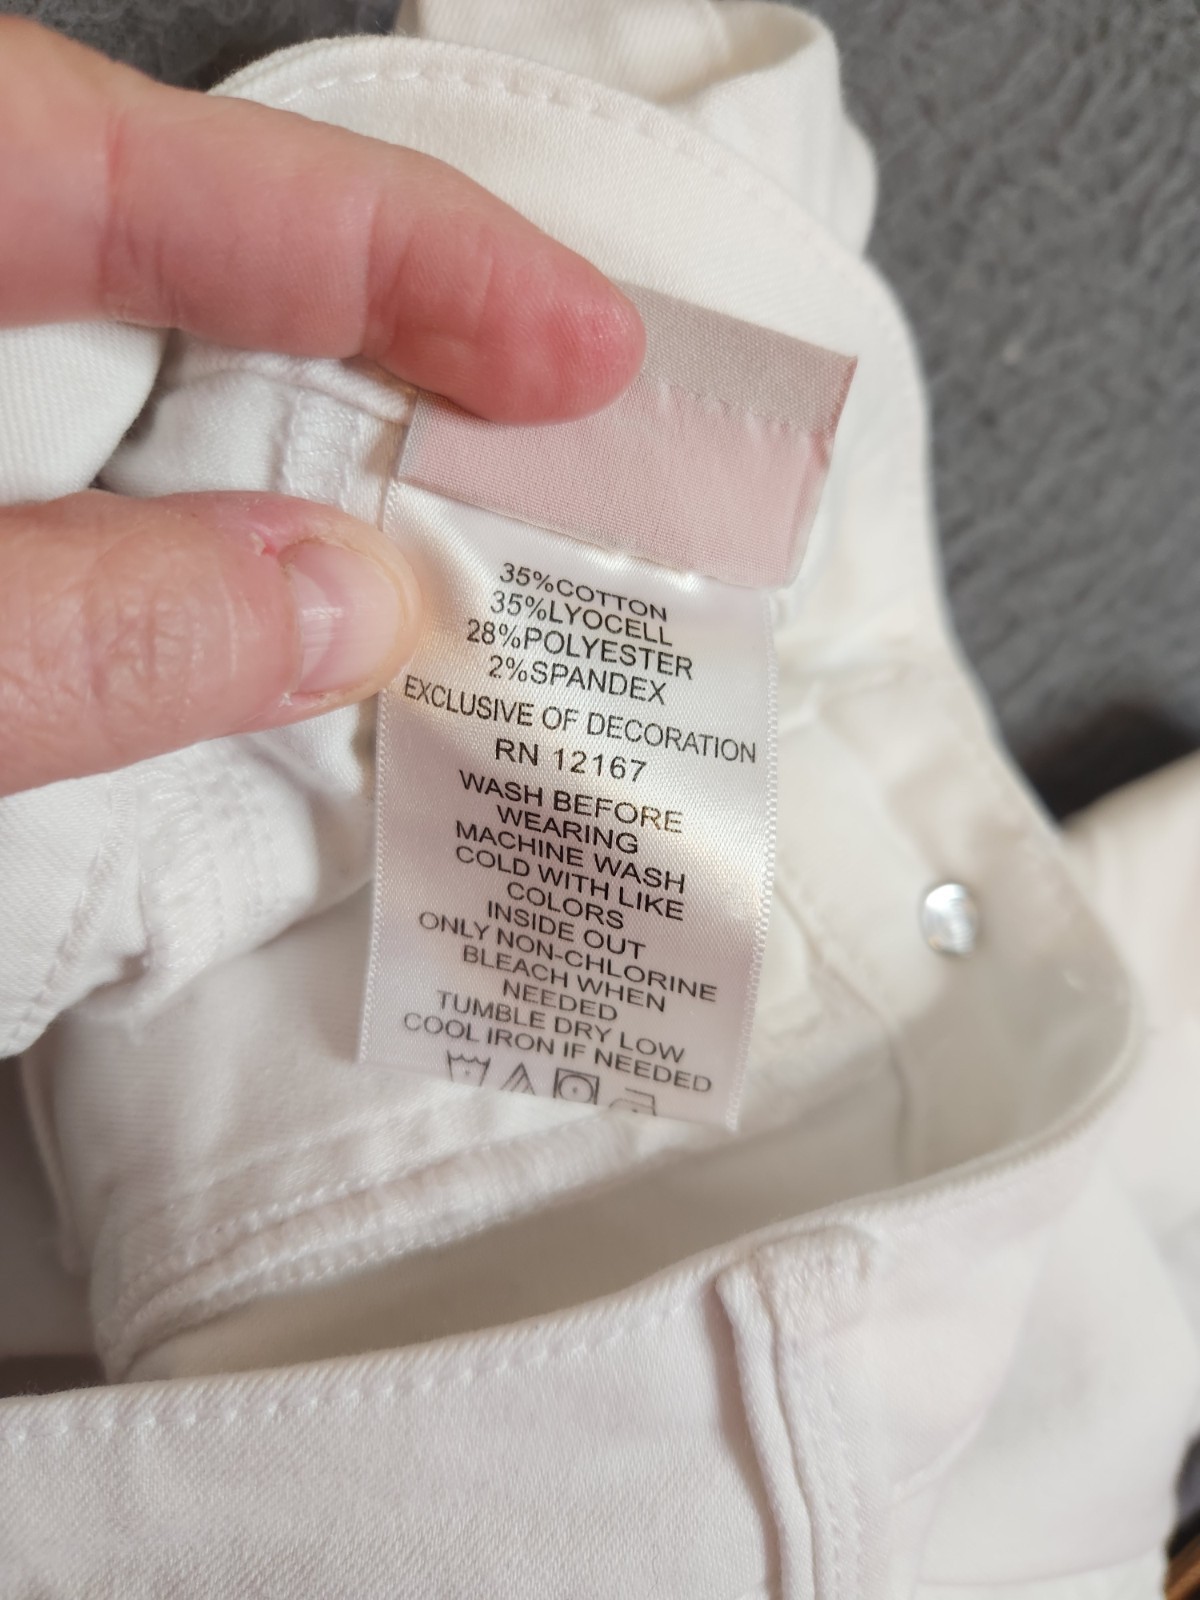 35%COTTON
35%LYOCELL
28%POLYESTER
2%SPANDEX
EXCLUSIVE OF DECORATION
RN 12167
WASH BEFORE
WEARING
MACHINE WASH
COLD WITH LIKE
COLORS
INSIDE OUT
ONLY NON-CHLORINE
BLEACH WHEN
NEEDED
TUMBLE DRY LOW
COOL IRON IF NEEDED